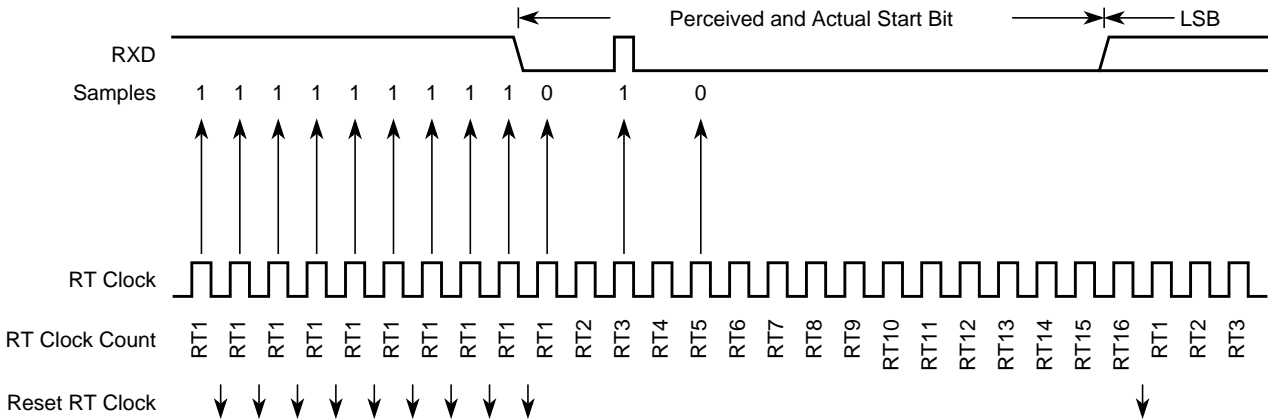 Perceived and Actual Start Bit LSB
RXD
Samples 1 1 1 1 1 1 1 1 1 0 1 0
RT Clock
RT Clock Count RT1 RT1 RT1 RT1 RT1 RT1 RT1 RT1 RT1 RT1 RT2 RT3 RT4 RT5 RT6 RT7 RT8 RT9 RT10 RT11 RT12 RT13 RT14 RT15 RT16 RT1 RT2 RT3
Reset RT Clock